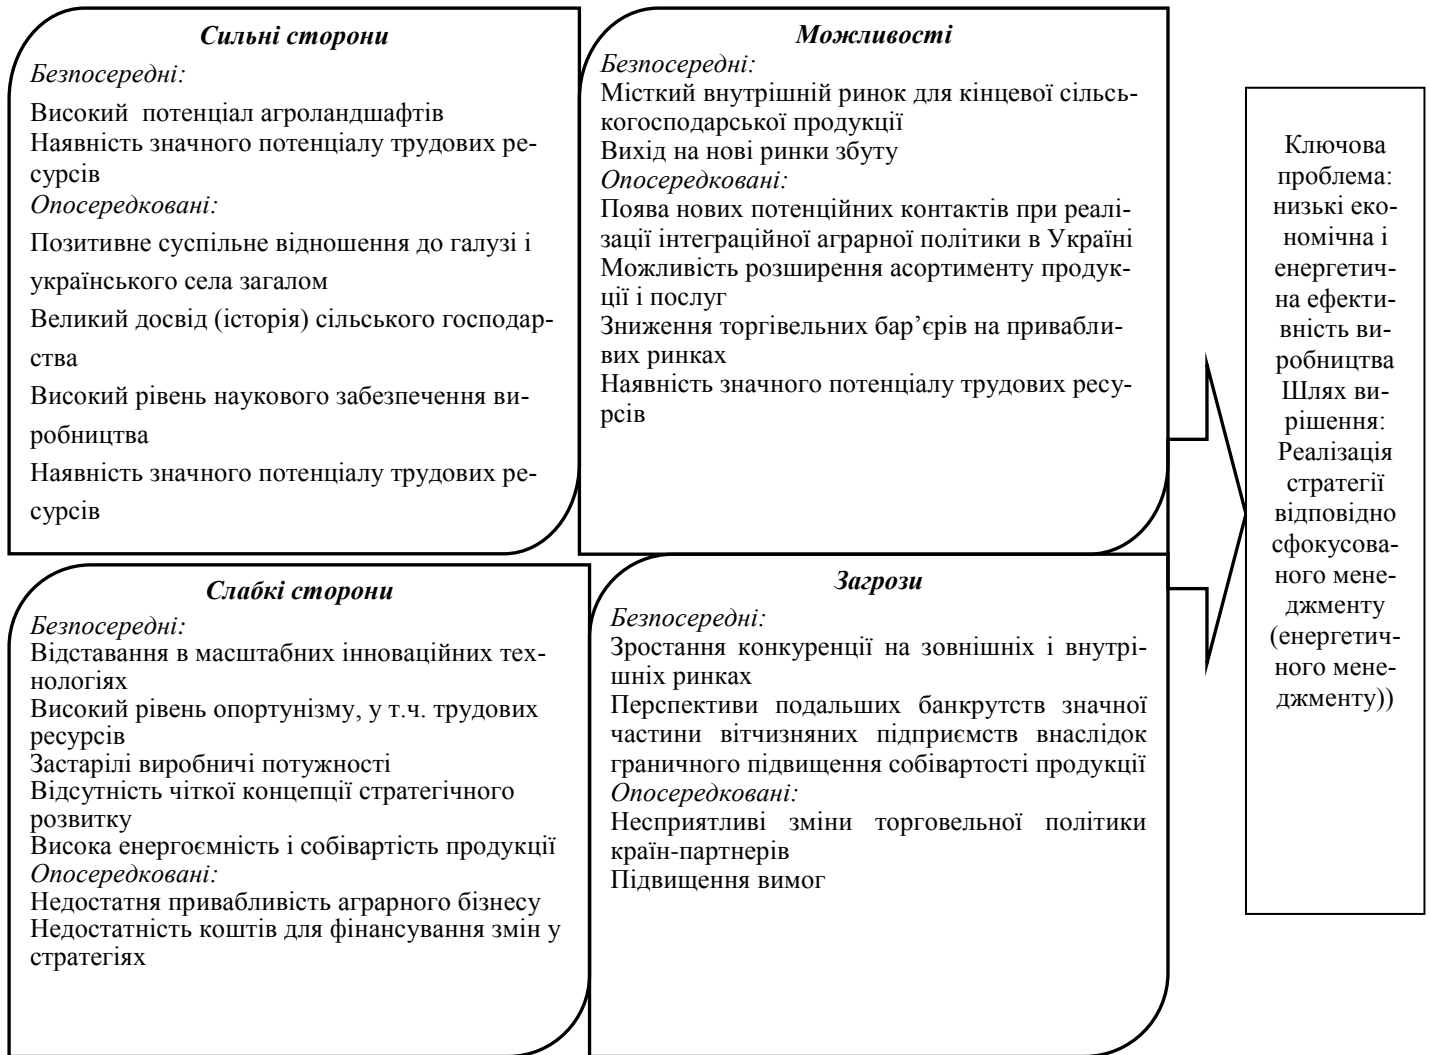 Сильні сторони
Безпосередні:
Високий потенціал агроландшафтів
Наявність значного потенціалу трудових ре-
сурсів
Опосередковані:
Позитивне суспільне відношення до галузі і
українського села загалом
Великий досвід (історія) сільського господар-
ства
Високий рівень наукового забезпечення ви-
робництва
Наявність значного потенціалу трудових ре-
сурсів
Можливості
Безпосередні:
Місткий внутрішній ринок для кінцевої сільсь-
когосподарської продукції
Вихід на нові ринки збуту
Опосередковані:
Поява нових потенційних контактів при реалі-
зації інтеграційної аграрної політики в Україні
Можливість розширення асортименту продук-
ції і послуг
Зниження торгівельних бар’єрів на привабли-
вих ринках
Наявність значного потенціалу трудових ресу-
рсів
Слабкі сторони
Безпосередні:
Відставання в масштабних інноваційних тех-
нологіях
Високий рівень опортунізму, у т.ч. трудових
ресурсів
Застарілі виробничі потужності
Відсутність чіткої концепції стратегічного
розвитку
Висока енергоємність і собівартість продукції
Опосередковані:
Недостатня привабливість аграрного бізнесу
Недостатність коштів для фінансування змін у
стратегіях
Загрози
Безпосередні:
Зростання конкуренції на зовнішніх і внутрі-
шніх ринках
Перспективи подальших банкрутств значної
частини вітчизняних підприємств внаслідок
граничного підвищення собівартості продукції
Опосередковані:
Несприятливі зміни торговельної політики
країн-партнерів
Підвищення вимог
Ключова
проблема:
низькі еко-
номічна і
енергетич-
на ефекти-
вність ви-
робництва
Шлях ви-
рішення:
Реалізація
стратегії
відповідно
сфокусова-
ного мене-
джменту
(енергетич-
ного мене-
джменту))